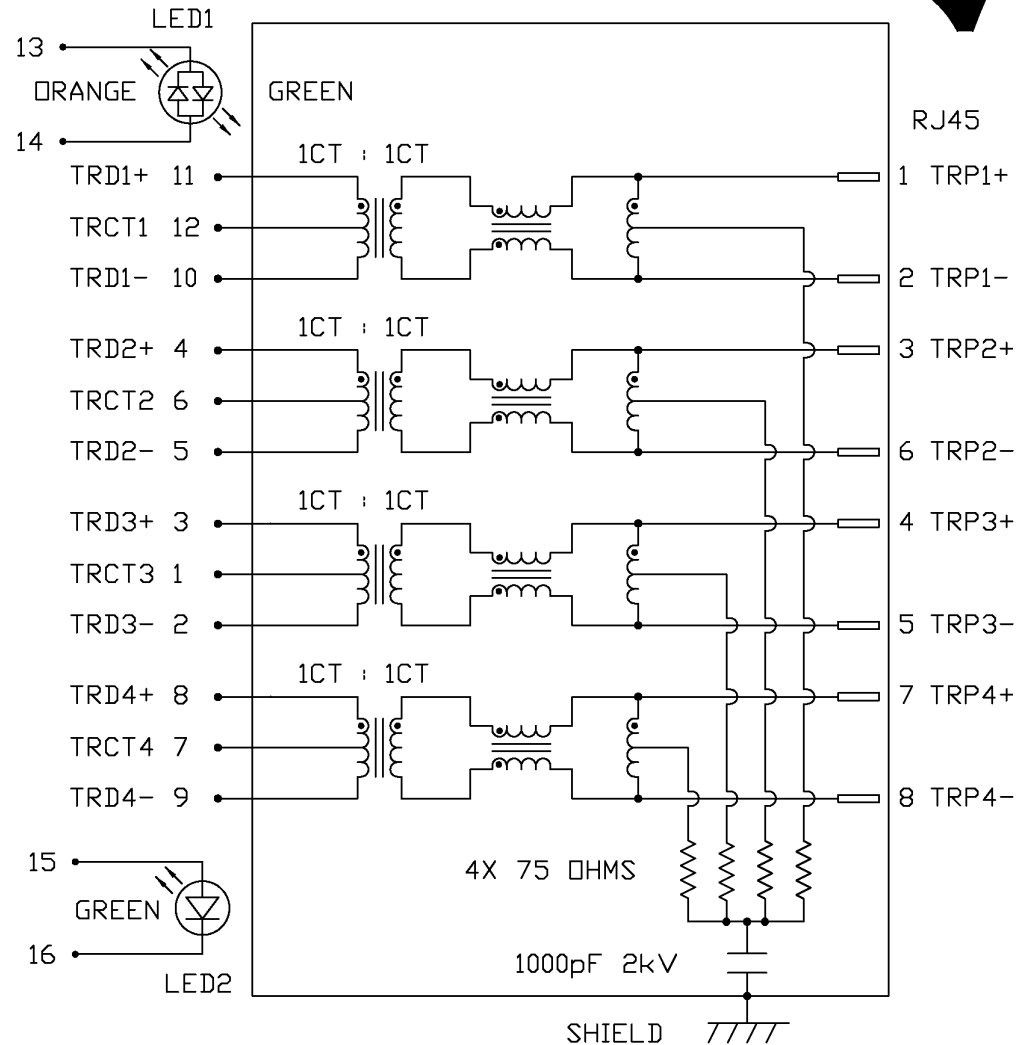 LED1
13
ORANGE
GREEN
14
RJ45
1CT : 1CT
TRD1+ 11
1 TRP1+
TRCT1 12
TRD1- 10
2 TRP1-
1CT : 1CT
TRD2+ 4
3 TRP2+
TRCT2 6
TRD2- 5
6 TRP2-
1CT : 1CT
TRD3+ 3
4 TRP3+
TRCT3 1
TRD3- 2
5 TRP3-
1CT : 1CT
TRD4+ 8
7 TRP4+
TRCT4 7
TRD4- 9
8 TRP4-
15
4X 75 OHMS
GREEN
16
1000pF 2kV
LED2
SHIELD